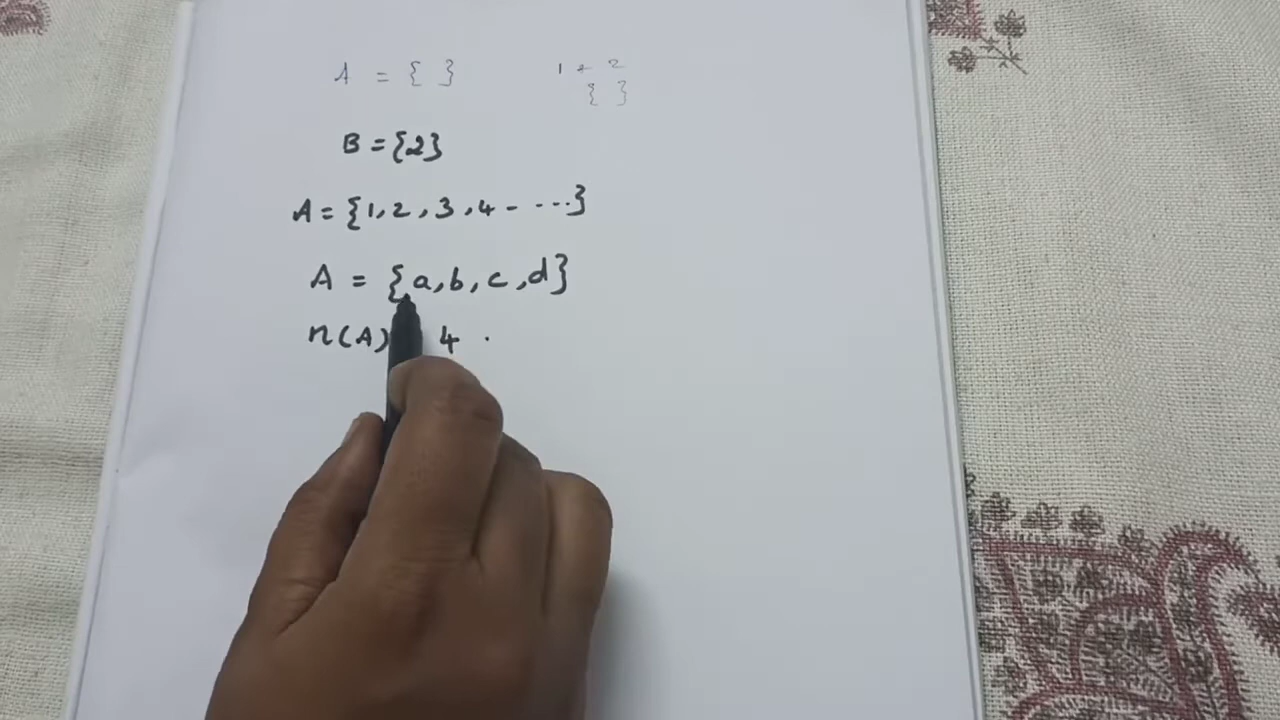 A = { }
1 & 2
{ }
B = {2}
A = {1, 2, 3, 4 - ...}
A = {a, b, c, d}
n(A) 4 .